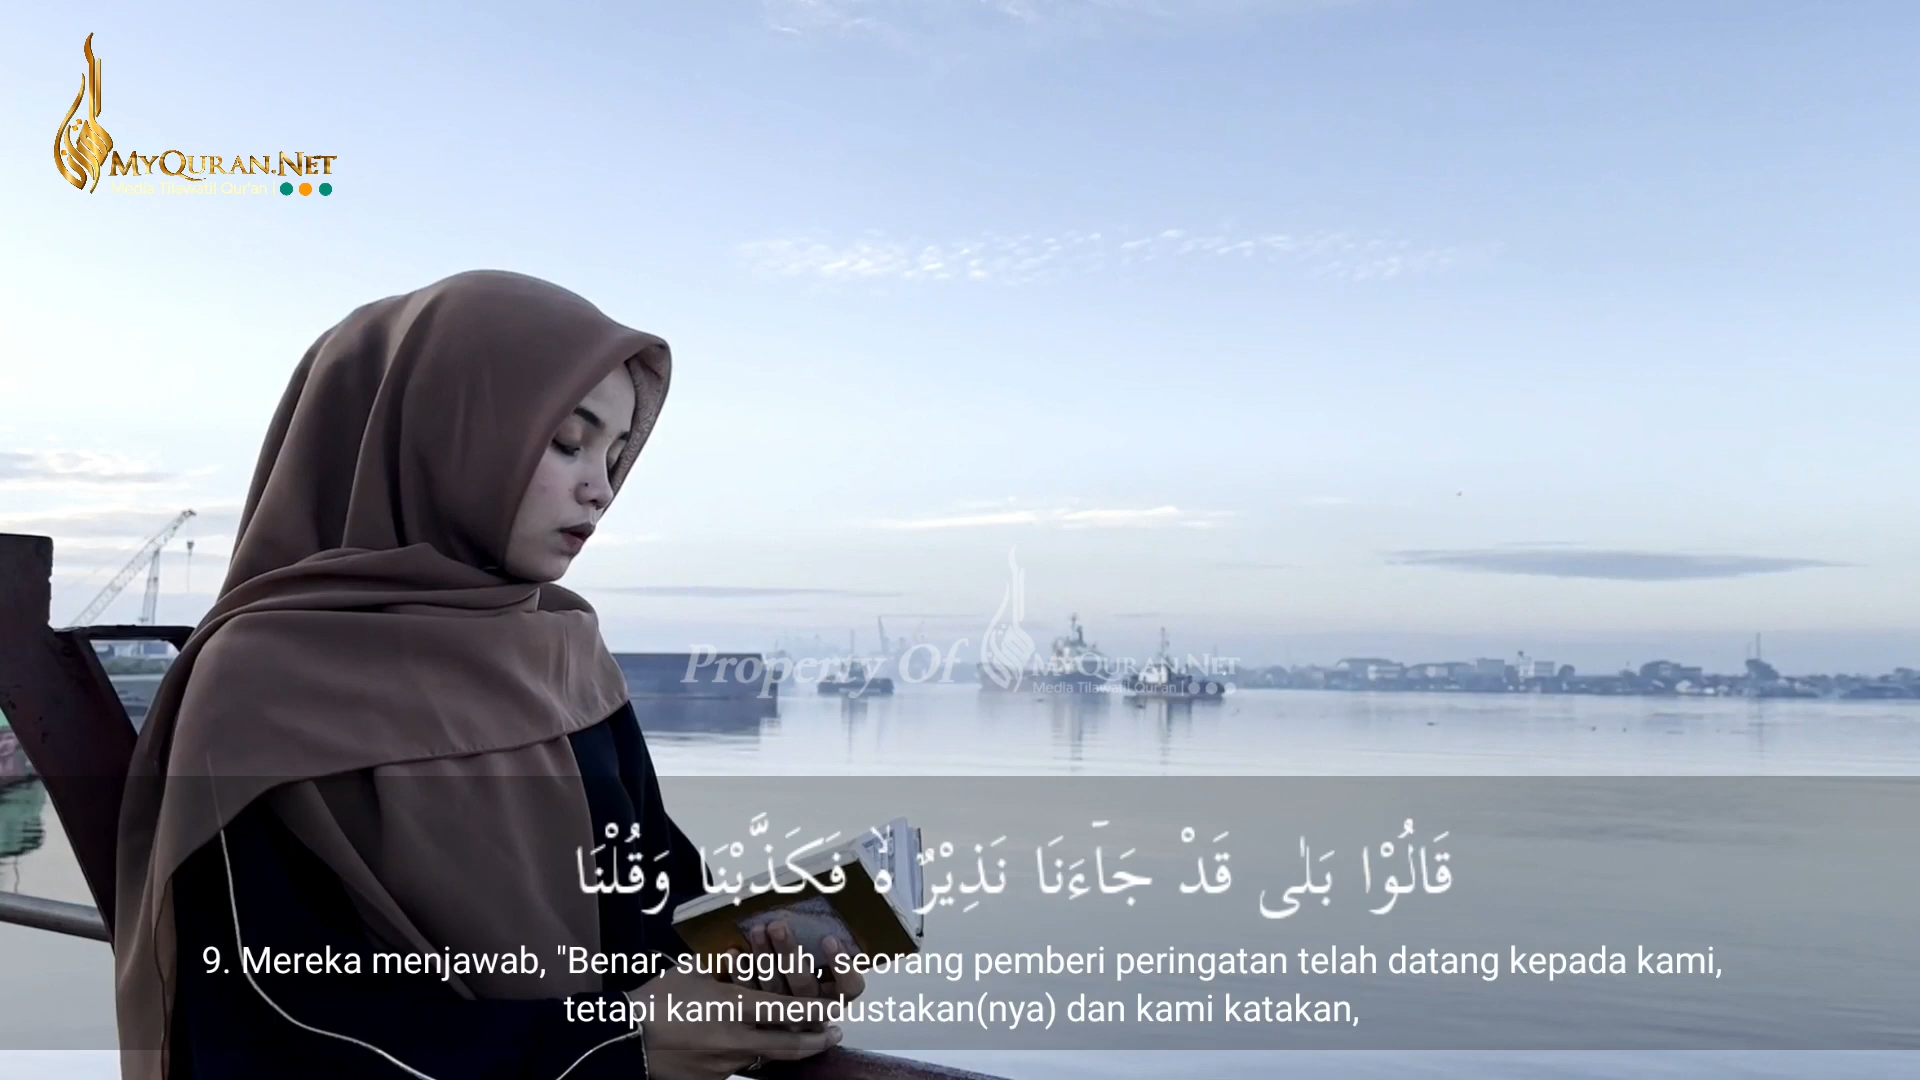 MYQURAN.NET
Media Tilawatil Qur'an |
Property Of MYQURAN.NET
Media Tilawatil Qur'an |
قَالُوْا بَلٰى قَدْ جَاۤءَنَا نَذِيْرٌ ەۙ فَكَذَّبْنَا وَقُلْنَا
9. Mereka menjawab, "Benar, sungguh, seorang pemberi peringatan telah datang kepada kami,
tetapi kami mendustakan(nya) dan kami katakan,